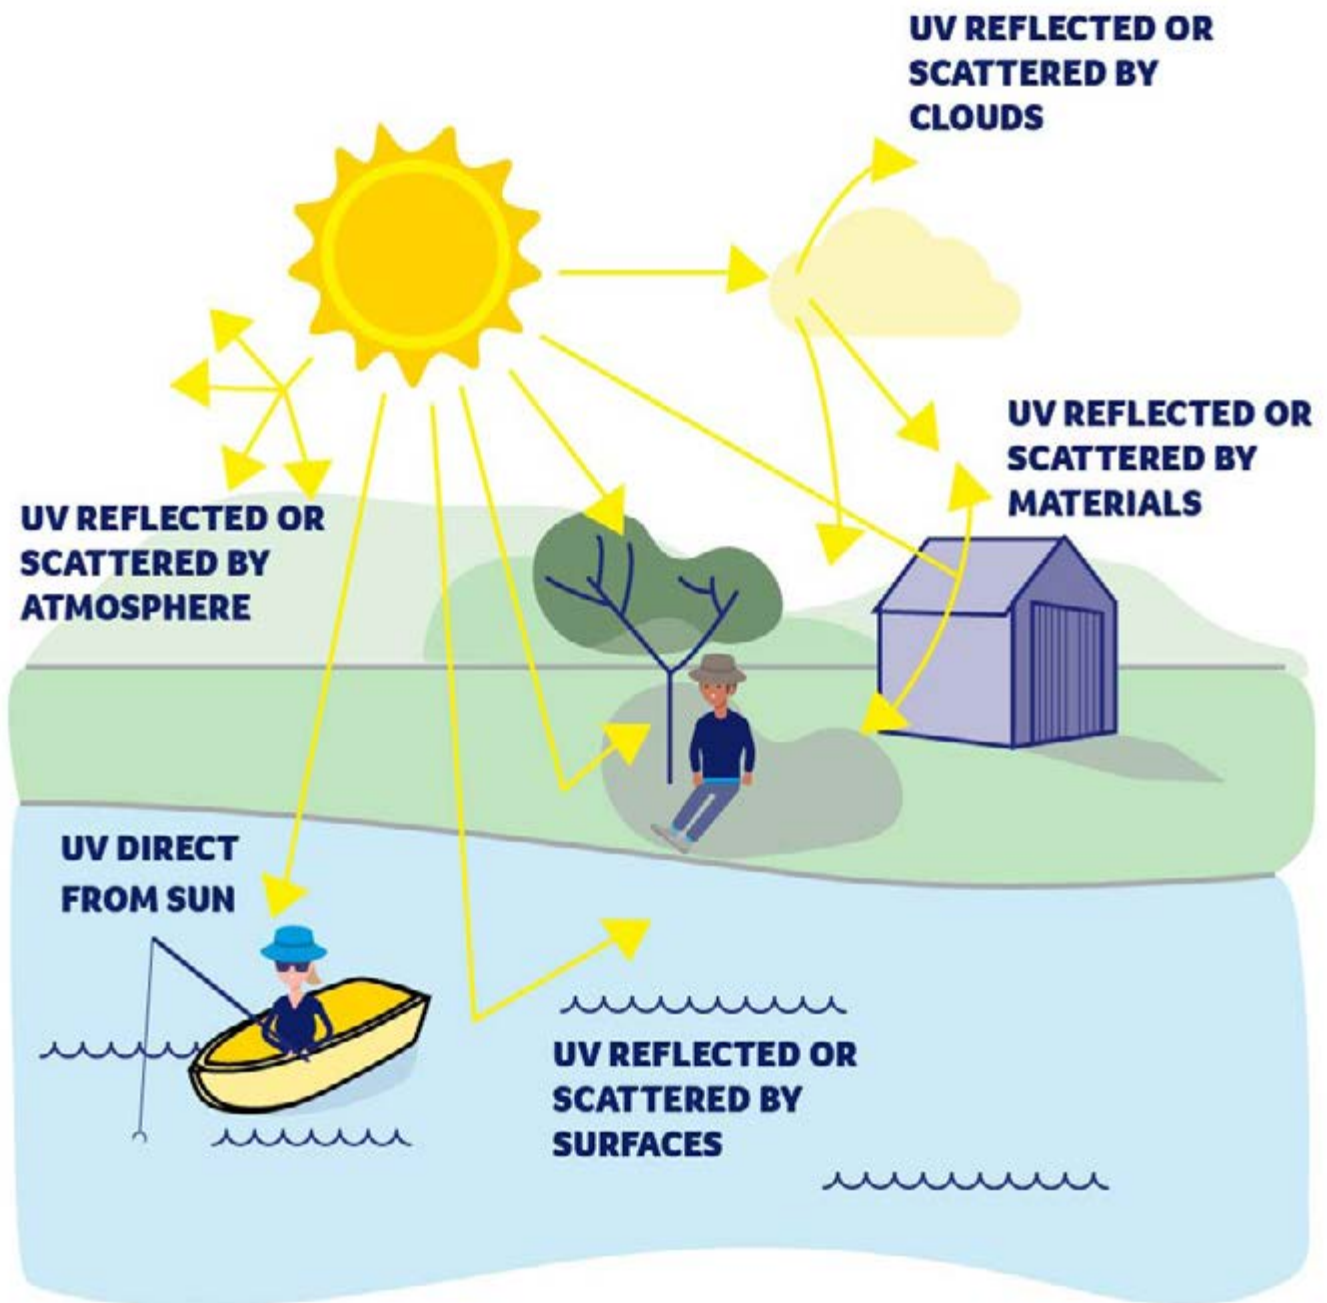 UV REFLECTED OR
SCATTERED BY
CLOUDS
UV REFLECTED OR
SCATTERED BY
MATERIALS
UV REFLECTED OR
SCATTERED BY
ATMOSPHERE
UV DIRECT
FROM SUN
UV REFLECTED OR
SCATTERED BY
SURFACES